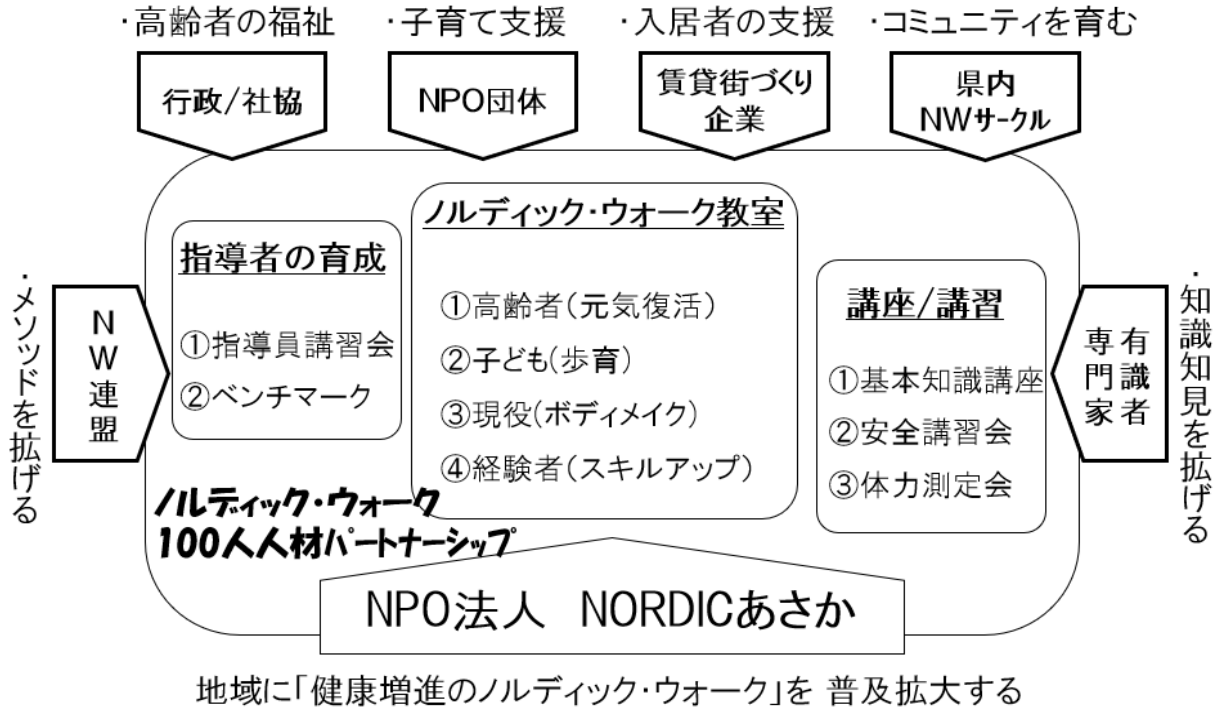 ·高齢者の福祉
·子育て支援
·入居者の支援
·コミュニティを育む
行政/社協
NPO団体
賃貸街づくり
企業
県内
NWサークル
·メソッドを拡げる
NW連盟
指導者の育成
①指導員講習会
②ベンチマーク
ノルディック·ウォーク教室
①高齢者(元気復活)
②子ども(歩育)
③現役(ボディメイク)
④経験者(スキルアップ)
講座/講習
①基本知識講座
②安全講習会
③体力測定会
有識者
専門家
·知識知見を拡げる
ノルディック·ウォーク
100人人材パートナーシップ
NPO法人 NORDICあさか
地域に「健康増進のノルディック·ウォーク」を 普及拡大する